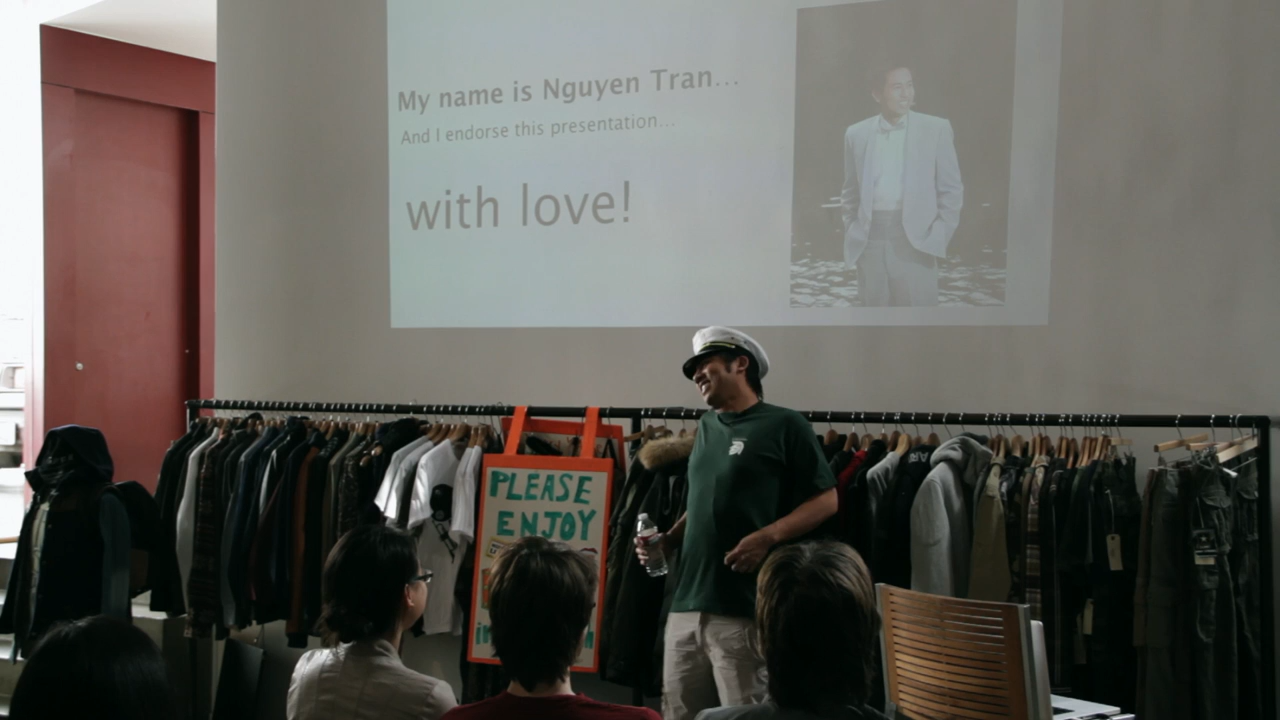 My name is Nguyen Tran...
And I endorse this presentation...
with love!
PLEASE
ENJOY